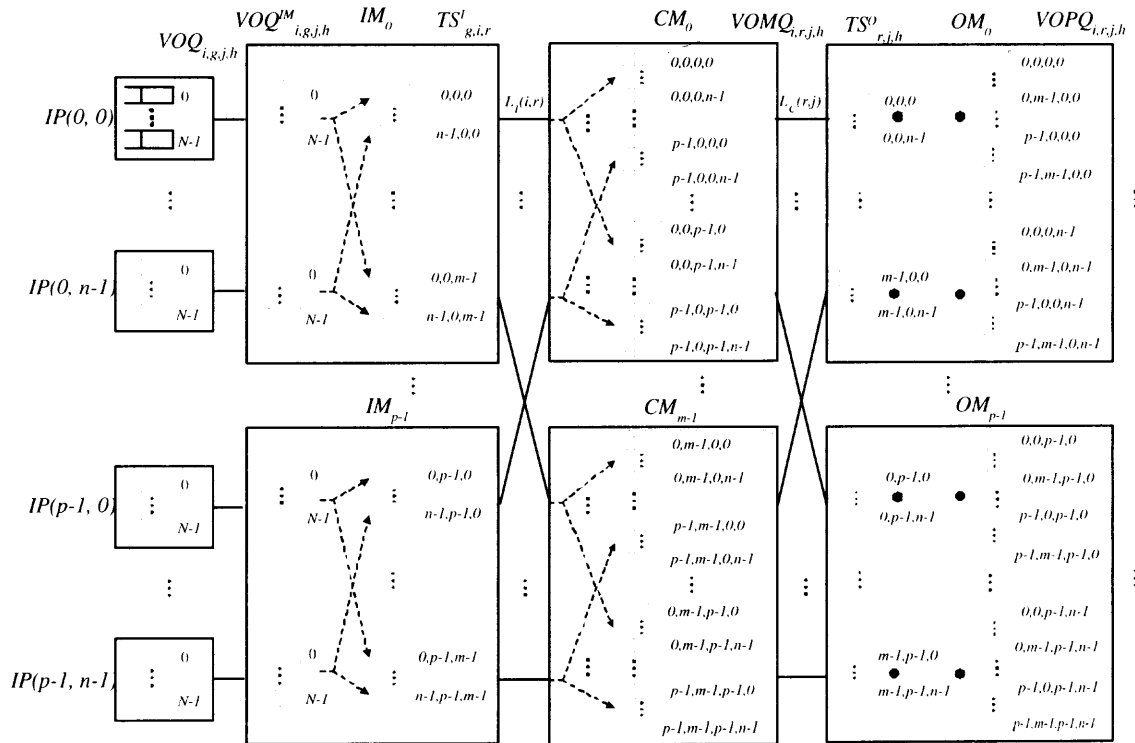 VOQ i,g,j,h
VOQ^IM i,g,j,h
IM_0
TS^I g,i,r
CM_0
VOMQ i,r,j,h
TS^O r,j,h
OM_0
VOPQ i,r,j,h
IP(0, 0)
0
N-1
0
N-1
0,0,0
n-1,0,0
L_i(i,r)
0,0,0,0
0,0,0,n-1
p-1,0,0,0
p-1,0,0,n-1
L_c(r,j)
0,0,0
0,0,n-1
0,0,0,0
0,m-1,0,0
p-1,0,0,0
p-1,m-1,0,0
IP(0, n-1)
0
N-1
0
N-1
0,0,m-1
n-1,0,m-1
0,0,p-1,0
0,0,p-1,n-1
p-1,0,p-1,0
p-1,0,p-1,n-1
m-1,0,0
m-1,0,n-1
0,0,0,n-1
0,m-1,0,n-1
p-1,0,0,n-1
p-1,m-1,0,n-1
IM_p-1
CM_m-1
OM_p-1
IP(p-1, 0)
0
N-1
0
N-1
0,p-1,0
n-1,p-1,0
0,m-1,0,0
0,m-1,0,n-1
p-1,m-1,0,0
p-1,m-1,0,n-1
0,p-1,0
0,p-1,n-1
0,0,p-1,0
0,m-1,p-1,0
p-1,0,p-1,0
p-1,m-1,p-1,0
IP(p-1, n-1)
0
N-1
0
N-1
0,p-1,m-1
n-1,p-1,m-1
0,m-1,p-1,0
0,m-1,p-1,n-1
p-1,m-1,p-1,0
p-1,m-1,p-1,n-1
m-1,p-1,0
m-1,p-1,n-1
0,0,p-1,n-1
0,m-1,p-1,n-1
p-1,0,p-1,n-1
p-1,m-1,p-1,n-1